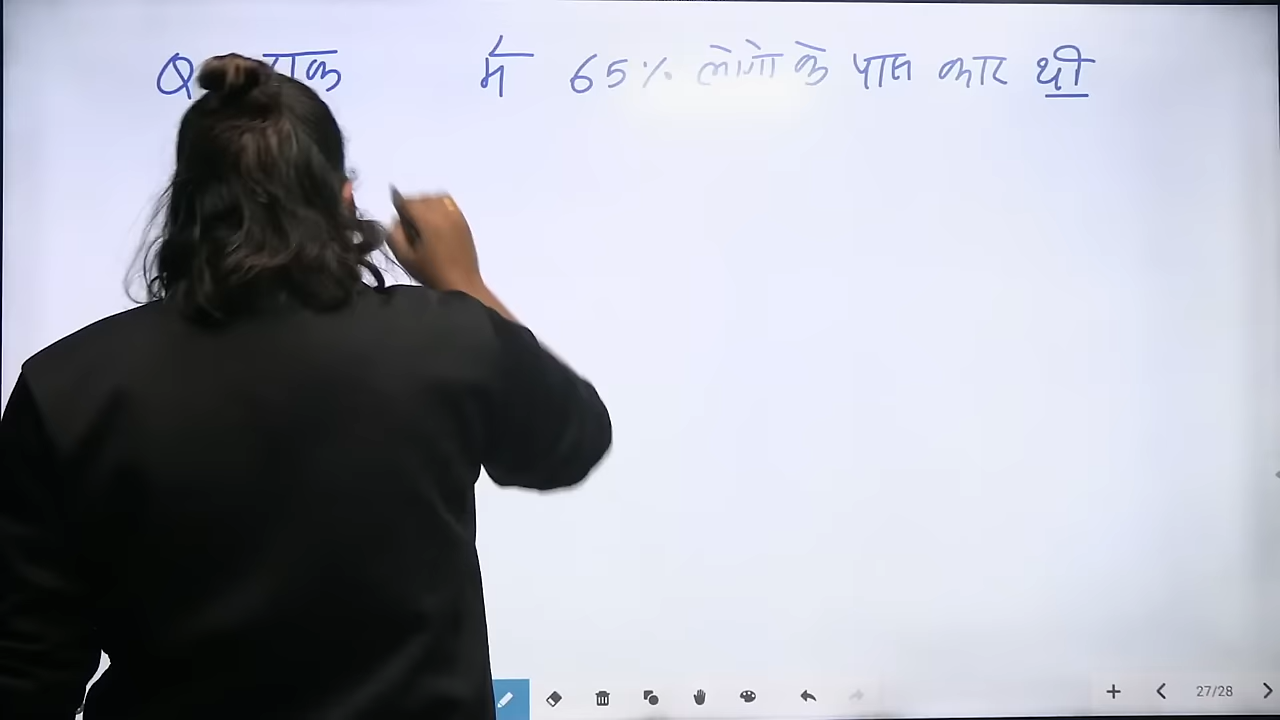 Q में 65% लोगो के पास कार थी
27/28